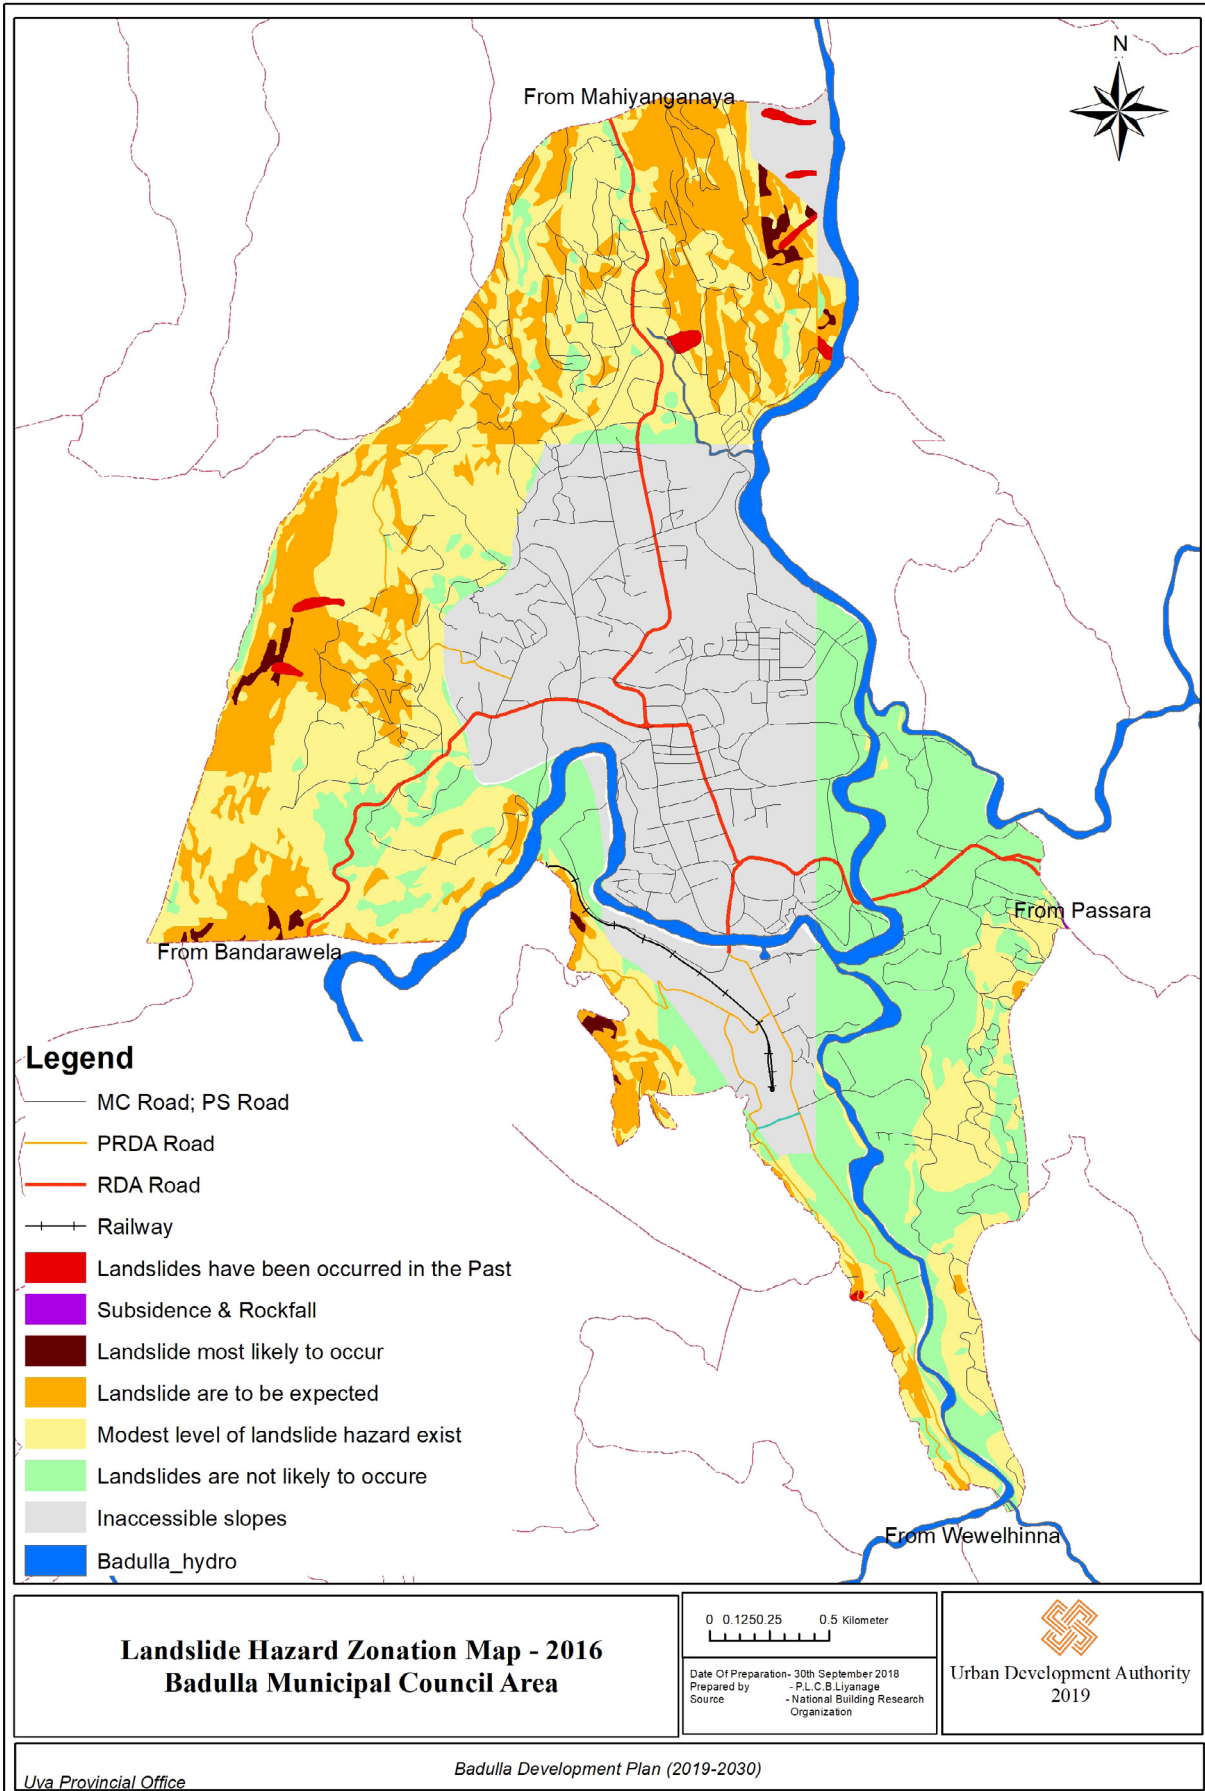 N
From Mahiyanganaya
From Passara
From Bandarawela
Legend
MC Road; PS Road
PRDA Road
RDA Road
Railway
Landslides have been occurred in the Past
Subsidence & Rockfall
Landslide most likely to occur
Landslide are to be expected
Modest level of landslide hazard exist
Landslides are not likely to occure
Inaccessible slopes
Badulla_hydro
From Wewelhinna
Landslide Hazard Zonation Map - 2016
Badulla Municipal Council Area
0 0.1250.25 0.5 Kilometer
Date Of Preparation- 30th September 2018
Prepared by - P.L.C.B.Liyanage
Source - National Building Research
Organization
Urban Development Authority
2019
Badulla Development Plan (2019-2030)
Uva Provincial Office